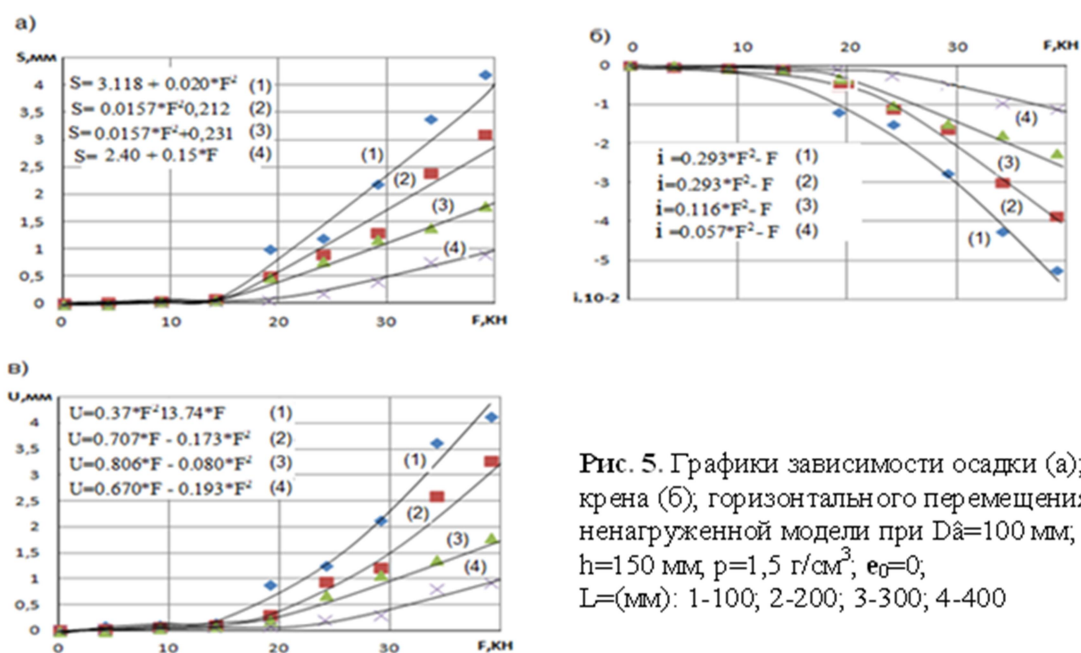 а)
S,мм
4
3,5
3
2,5
2
1,5
1
0,5
0
S= 3.118 + 0.020*F² (1)
S= 0.0157*F²0,212 (2)
S= 0.0157*F²+0,231 (3)
S= 2.40 + 0.15*F (4)
(1)
(2)
(3)
(4)
0 10 20 30 F,КН
б)
0 10 20 30 F,КН
0
-1
-2
-3
-4
-5
i.10-2
i =0.293*F²- F (1)
i =0.293*F²- F (2)
i=0.116*F²- F (3)
i =0.057*F²- F (4)
(4)
(3)
(2)
(1)
в)
U,мм
4
3,5
3
2,5
2
1,5
1
0,5
0
U=0.37*F²13.74*F (1)
U=0.707*F - 0.173*F² (2)
U=0.806*F - 0.080*F² (3)
U=0.670*F - 0.193*F² (4)
(1)
(2)
(3)
(4)
0 10 20 30 F,КН
Рис. 5. Графики зависимости осадки (а);
крена (б); горизонтального перемещения
ненагруженной модели при Dâ=100 мм;
h=150 мм, p=1,5 г/см³; e₀=0;
L=(мм): 1-100; 2-200; 3-300; 4-400